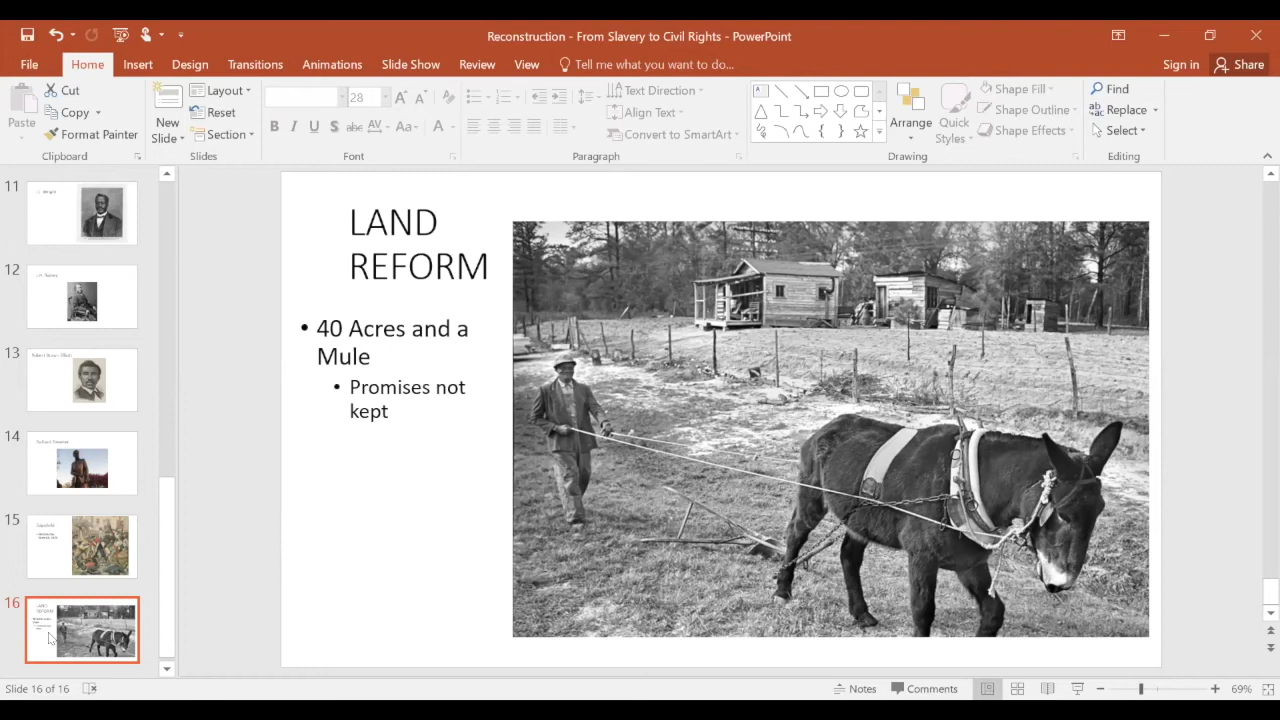 Reconstruction - From Slavery to Civil Rights - PowerPoint
File Home Insert Design Transitions Animations Slide Show Review View Tell me what you want to do... Sign in Share
Paste
Cut
Copy
Format Painter
Clipboard
New
Slide
Layout
Reset
Section
Slides
28
B I U S abc AV Aa A
Font
Text Direction
Align Text
Convert to SmartArt
Paragraph
Arrange
Quick
Styles
Shape Fill
Shape Outline
Shape Effects
Drawing
Find
Replace
Select
Editing
11
12
13
14
15
16
LAND
REFORM
• 40 Acres and a
Mule
• Promises not
kept
Slide 16 of 16
Notes Comments 69%